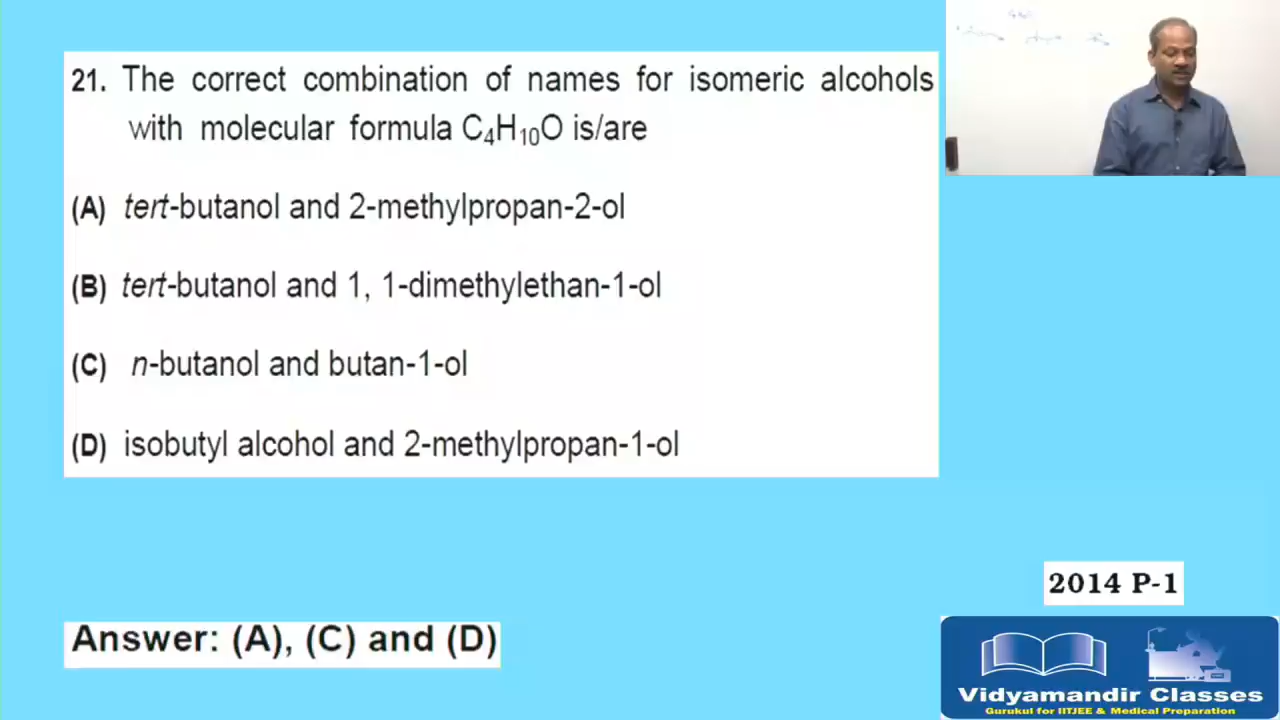 21. The correct combination of names for isomeric alcohols
with molecular formula C₄H₁₀O is/are
(A) tert-butanol and 2-methylpropan-2-ol
(B) tert-butanol and 1, 1-dimethylethan-1-ol
(C) n-butanol and butan-1-ol
(D) isobutyl alcohol and 2-methylpropan-1-ol
Answer: (A), (C) and (D)
2014 P-1
Vidyamandir Classes
Gurukul for IITJEE & Medical Preparation